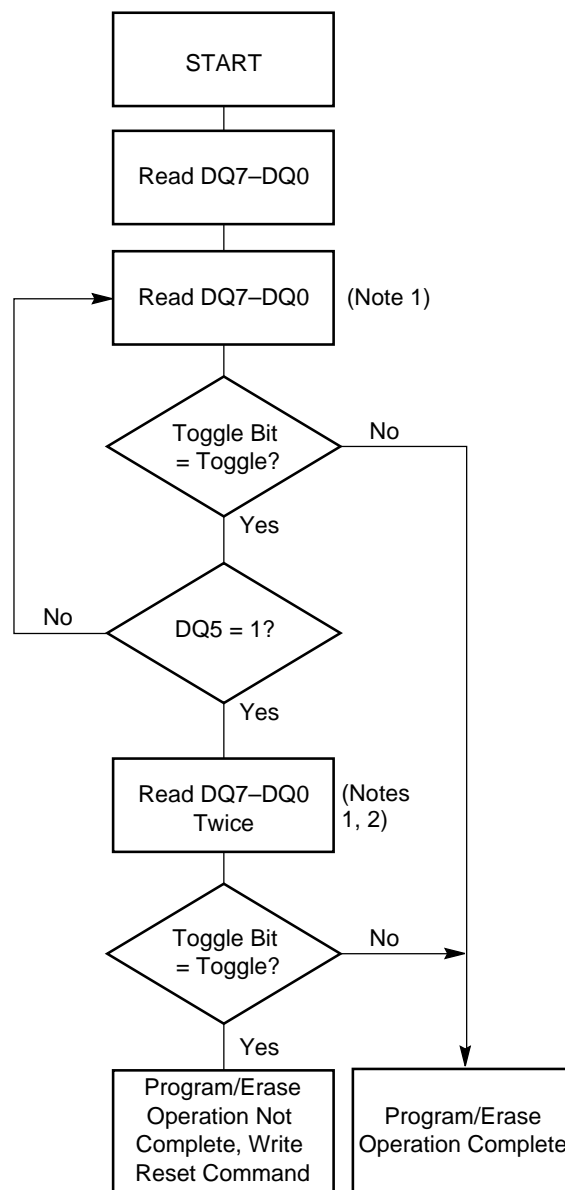 START
Read DQ7–DQ0
Read DQ7–DQ0
(Note 1)
Toggle Bit
= Toggle?
No
Yes
DQ5 = 1?
No
Yes
Read DQ7–DQ0
Twice
(Notes
1, 2)
Toggle Bit
= Toggle?
No
Yes
Program/Erase
Operation Not
Complete, Write
Reset Command
Program/Erase
Operation Complete